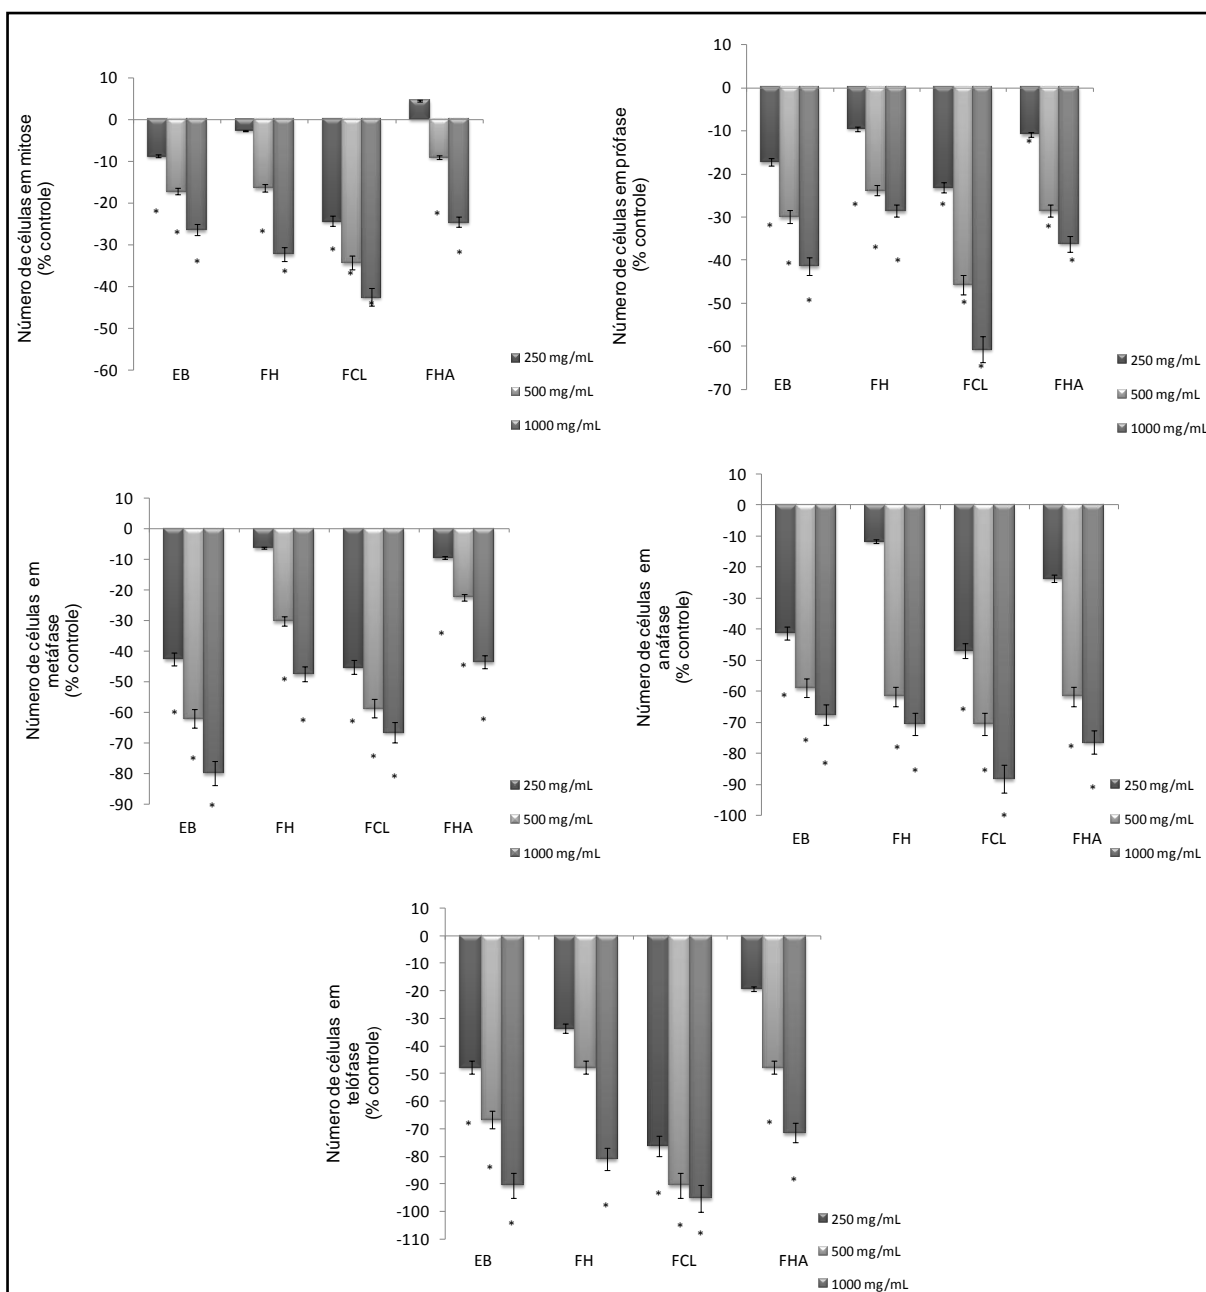 Número de células em mitose
(% controle)
10
0
-10
-20
-30
-40
-50
-60
*
*
*
*
*
*
*
*
*
*
EB
FH
FCL
FHA
250 mg/mL
500 mg/mL
1000 mg/mL
Número de células em prófase
(% controle)
10
0
-10
-20
-30
-40
-50
-60
-70
*
*
*
*
*
*
*
*
*
*
*
*
EB
FH
FCL
FHA
250 mg/mL
500 mg/mL
1000 mg/mL
Número de células em
metáfase
(% controle)
10
0
-10
-20
-30
-40
-50
-60
-70
-80
-90
*
*
*
*
*
*
*
*
*
*
*
EB
FH
FCL
FHA
250 mg/mL
500 mg/mL
1000 mg/mL
Número de células em
anáfase
(% controle)
10
0
-10
-20
-30
-40
-50
-60
-70
-80
-90
-100
*
*
*
*
*
*
*
*
*
*
EB
FH
FCL
FHA
250 mg/mL
500 mg/mL
1000 mg/mL
Número de células em
telófase
(% controle)
10
0
-10
-20
-30
-40
-50
-60
-70
-80
-90
-100
-110
*
*
*
*
*
*
*
*
*
EB
FH
FCL
FHA
250 mg/mL
500 mg/mL
1000 mg/mL